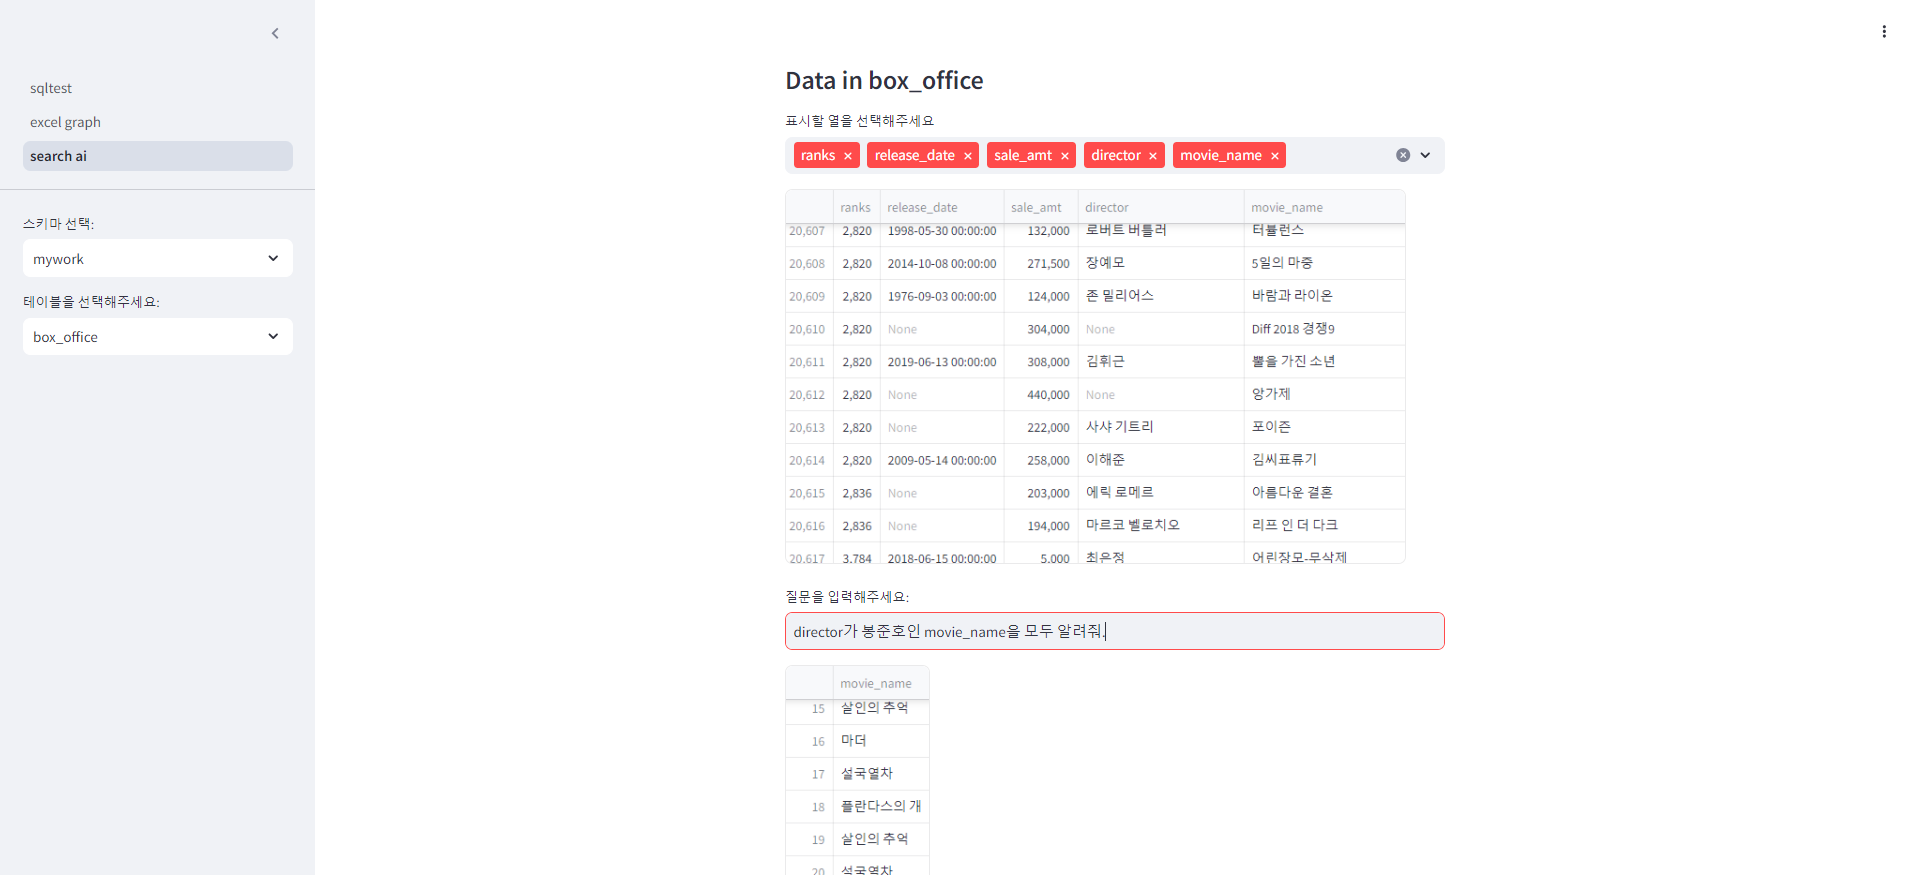 sqltest
excel graph
search ai
스키마 선택:
mywork
테이블을 선택해주세요:
box_office
Data in box_office
표시할 열을 선택해주세요
ranks release_date sale_amt director movie_name
ranks release_date sale_amt director movie_name
20,607 2,820 1998-05-30 00:00:00 132,000 로버트 버틀러 터뷸런스
20,608 2,820 2014-10-08 00:00:00 271,500 장예모 5일의 마중
20,609 2,820 1976-09-03 00:00:00 124,000 존 밀리어스 바람과 라이온
20,610 2,820 None 304,000 None Diff 2018 경쟁9
20,611 2,820 2019-06-13 00:00:00 308,000 김휘근 뿔을 가진 소년
20,612 2,820 None 440,000 None 앙가제
20,613 2,820 None 222,000 사샤 기트리 포이즌
20,614 2,820 2009-05-14 00:00:00 258,000 이해준 김씨표류기
20,615 2,836 None 203,000 에릭 로메르 아름다운 결혼
20,616 2,836 None 194,000 마르코 벨로치오 리프 인 더 다크
20,617 3,784 2018-06-15 00:00:00 5,000 최은정 어린장모-무삭제
질문을 입력해주세요:
director가 봉준호인 movie_name을 모두 알려줘.
movie_name
15 살인의 추억
16 마더
17 설국열차
18 플란다스의 개
19 살인의 추억
20 설국열차